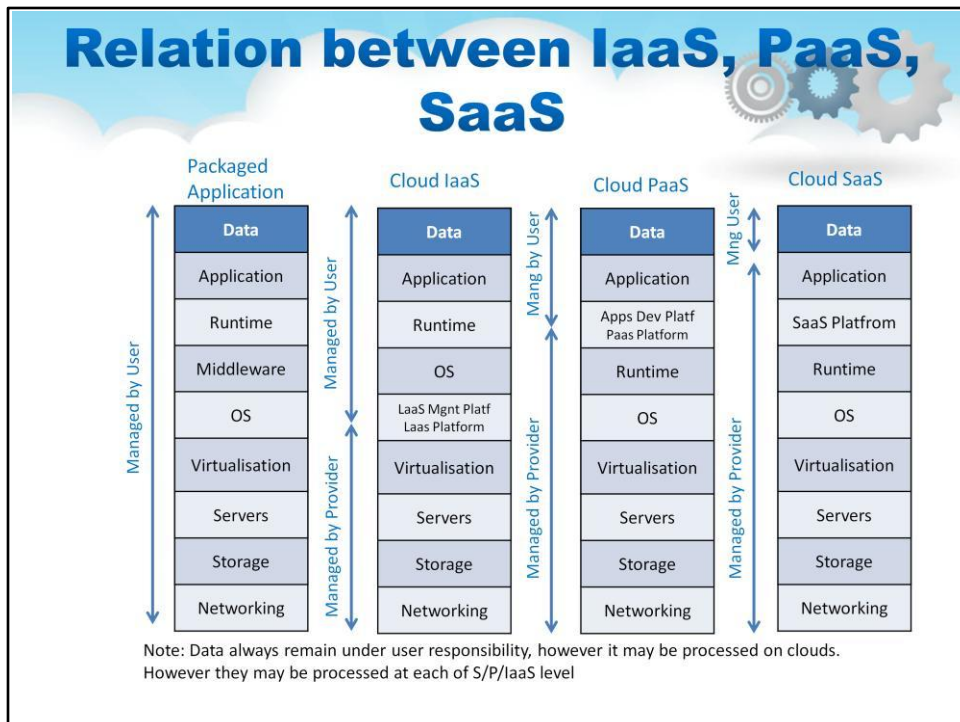 Relation between IaaS, PaaS,
SaaS
Packaged
Application
Managed by User
Data
Application
Runtime
Middleware
OS
Virtualisation
Servers
Storage
Networking
Cloud IaaS
Managed by User
Managed by Provider
Data
Application
Runtime
OS
LaaS Mgnt Platf
Laas Platform
Virtualisation
Servers
Storage
Networking
Cloud PaaS
Mang by User
Managed by Provider
Data
Application
Apps Dev Platf
Paas Platform
Runtime
OS
Virtualisation
Servers
Storage
Networking
Cloud SaaS
Mng User
Managed by Provider
Data
Application
SaaS Platfrom
Runtime
OS
Virtualisation
Servers
Storage
Networking
Note: Data always remain under user responsibility, however it may be processed on clouds.
However they may be processed at each of S/P/IaaS level